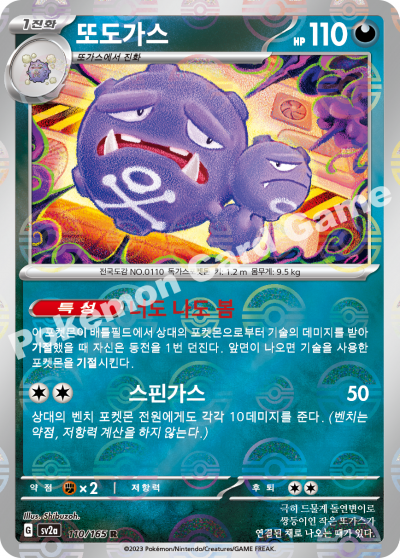 1진화
또도가스
HP 110
또가스에서 진화
전국도감 NO.0110 독가스포켓몬 키: 1.2 m 몸무게: 9.5 kg
Pokémon Card Game
특성 너도 나도 붐
이 포켓몬이 배틀필드에서 상대의 포켓몬으로부터 기술의 데미지를 받아
기절했을 때 자신은 동전을 1번 던진다. 앞면이 나오면 기술을 사용한
포켓몬을 기절시킨다.
스핀가스 50
상대의 벤치 포켓몬 전원에게도 각각 10데미지를 준다. (벤치는
약점, 저항력 계산을 하지 않는다.)
약점 ×2 저항력 후퇴
Illus. Shibuzoh.
G sv2a 110/165 R
극히 드물게 돌연변이로
쌍둥이인 작은 또가스가
연결된 채로 나오는 때가 있다.
©2023 Pokémon/Nintendo/Creatures/GAME FREAK.